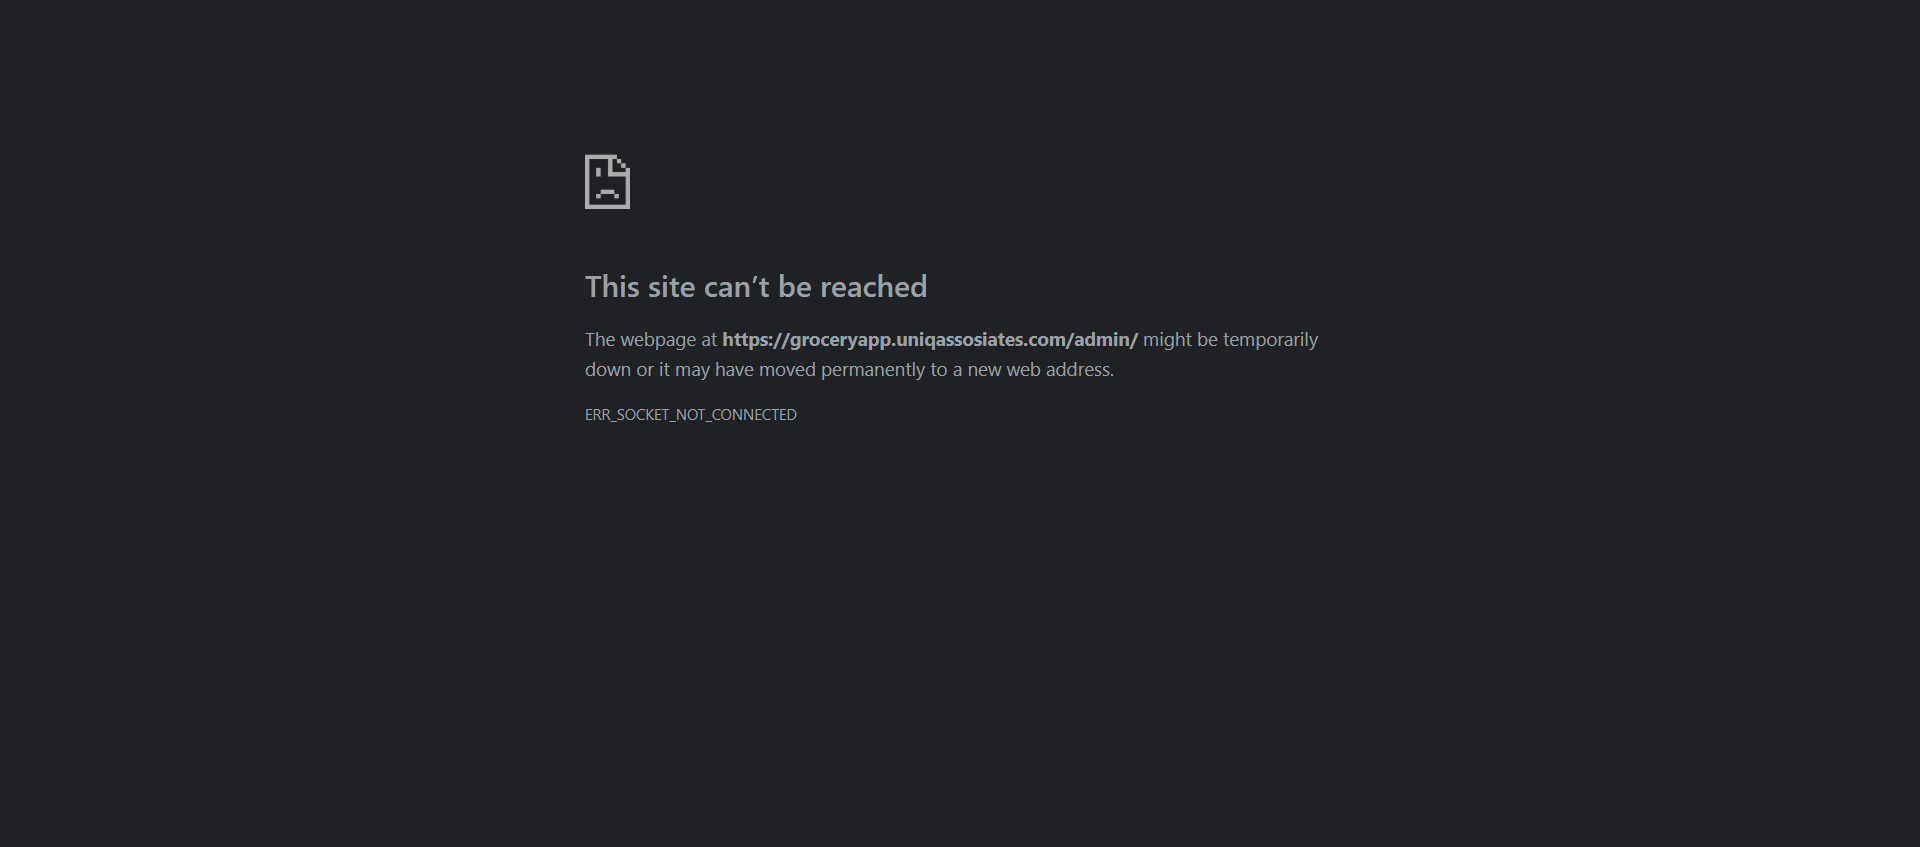 This site can’t be reached
The webpage at https://groceryapp.uniqassosiates.com/admin/ might be temporarily
down or it may have moved permanently to a new web address.
ERR_SOCKET_NOT_CONNECTED